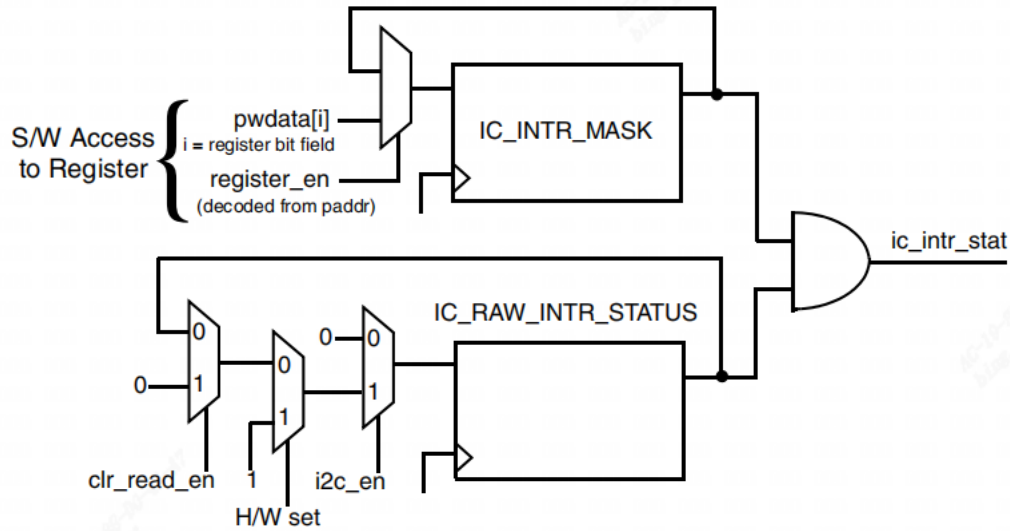 pwdata[i]
S/W Access
i = register bit field
to Register
register_en
(decoded from paddr)
IC_INTR_MASK
ic_intr_stat
IC_RAW_INTR_STATUS
0
0
0
0
0
1
1
1
clr_read_en
1
i2c_en
H/W set